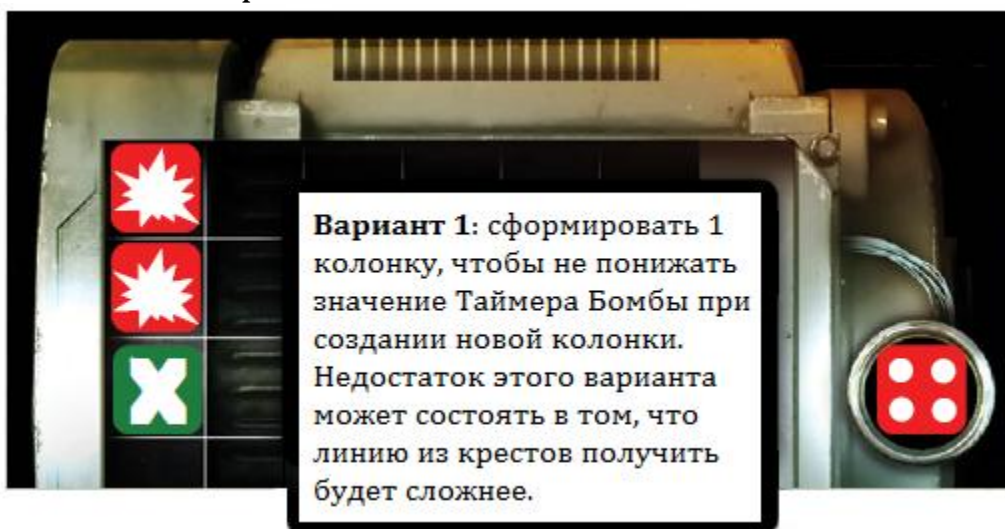 Вариант 1: сформировать 1
колонку, чтобы не понижать
значение Таймера Бомбы при
создании новой колонки.
Недостаток этого варианта
может состоять в том, что
линию из крестов получить
будет сложнее.